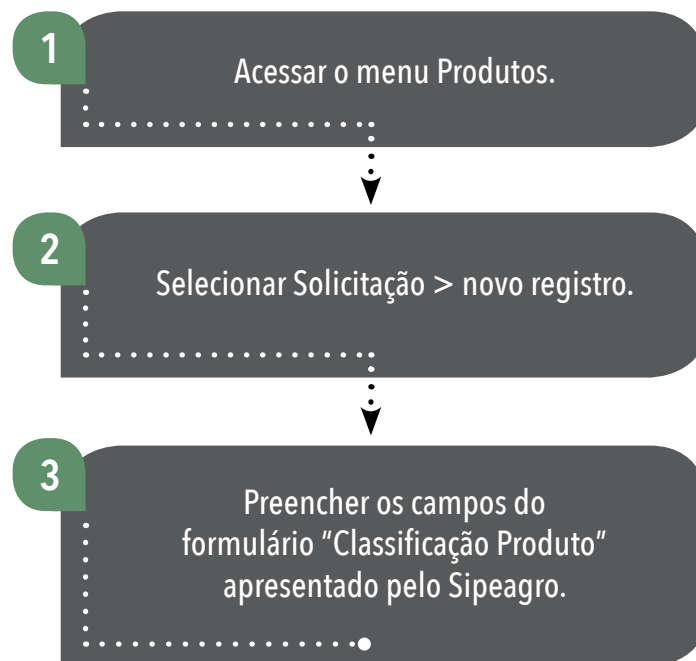 1
Acessar o menu Produtos.
2
Selecionar Solicitação > novo registro.
3
Preencher os campos do
formulário “Classificação Produto”
apresentado pelo Sipeagro.